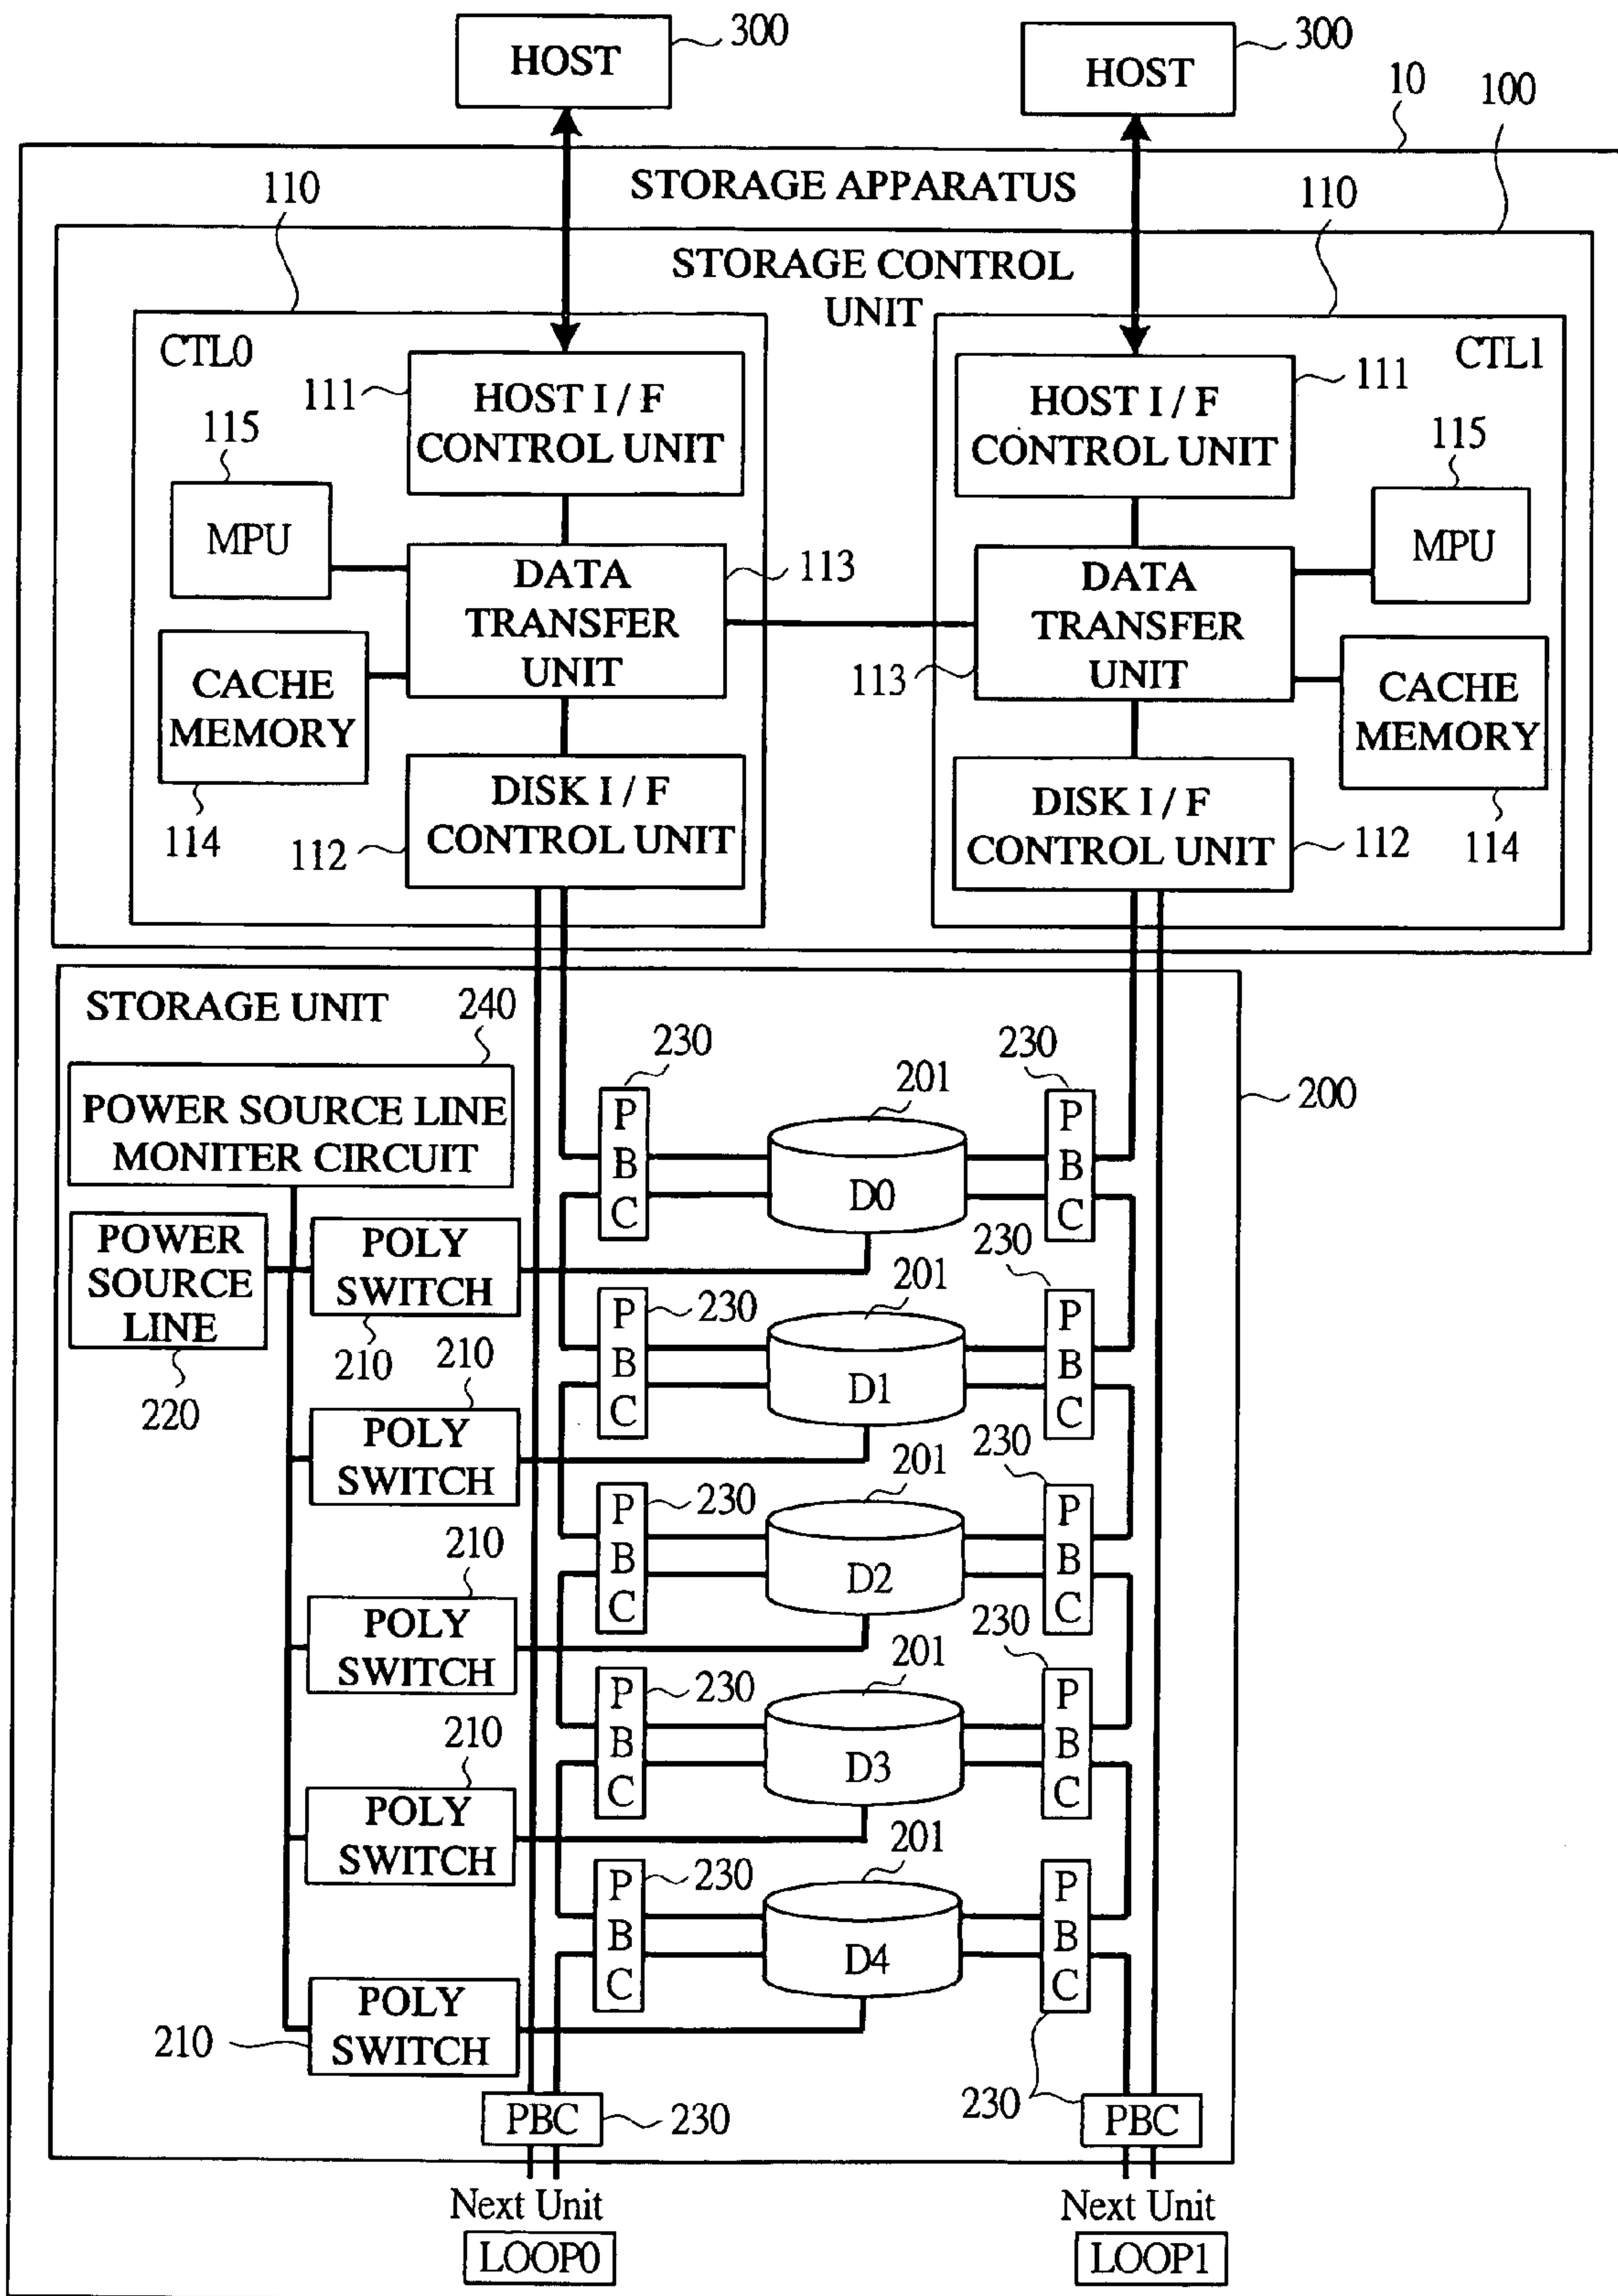 HOST
300
HOST
300
10
100
STORAGE APPARATUS
110
110
STORAGE CONTROL
UNIT
CTL0
CTL1
111
HOST I / F
CONTROL UNIT
HOST I / F
CONTROL UNIT
111
115
115
MPU
MPU
DATA
TRANSFER
UNIT
113
DATA
TRANSFER
UNIT
113
CACHE
MEMORY
CACHE
MEMORY
114
114
DISK I / F
CONTROL UNIT
112
DISK I / F
CONTROL UNIT
112
STORAGE UNIT
240
200
POWER SOURCE LINE
MONITER CIRCUIT
230
P
B
C
201
D0
230
P
B
C
POWER
SOURCE
LINE
220
POLY
SWITCH
210
230
P
B
C
201
D1
230
P
B
C
210
POLY
SWITCH
230
P
B
C
201
D2
230
P
B
C
210
POLY
SWITCH
230
P
B
C
201
D3
230
P
B
C
210
POLY
SWITCH
230
P
B
C
201
D4
P
B
C
POLY
SWITCH
210
PBC
230
230
PBC
Next Unit
Next Unit
LOOP0
LOOP1